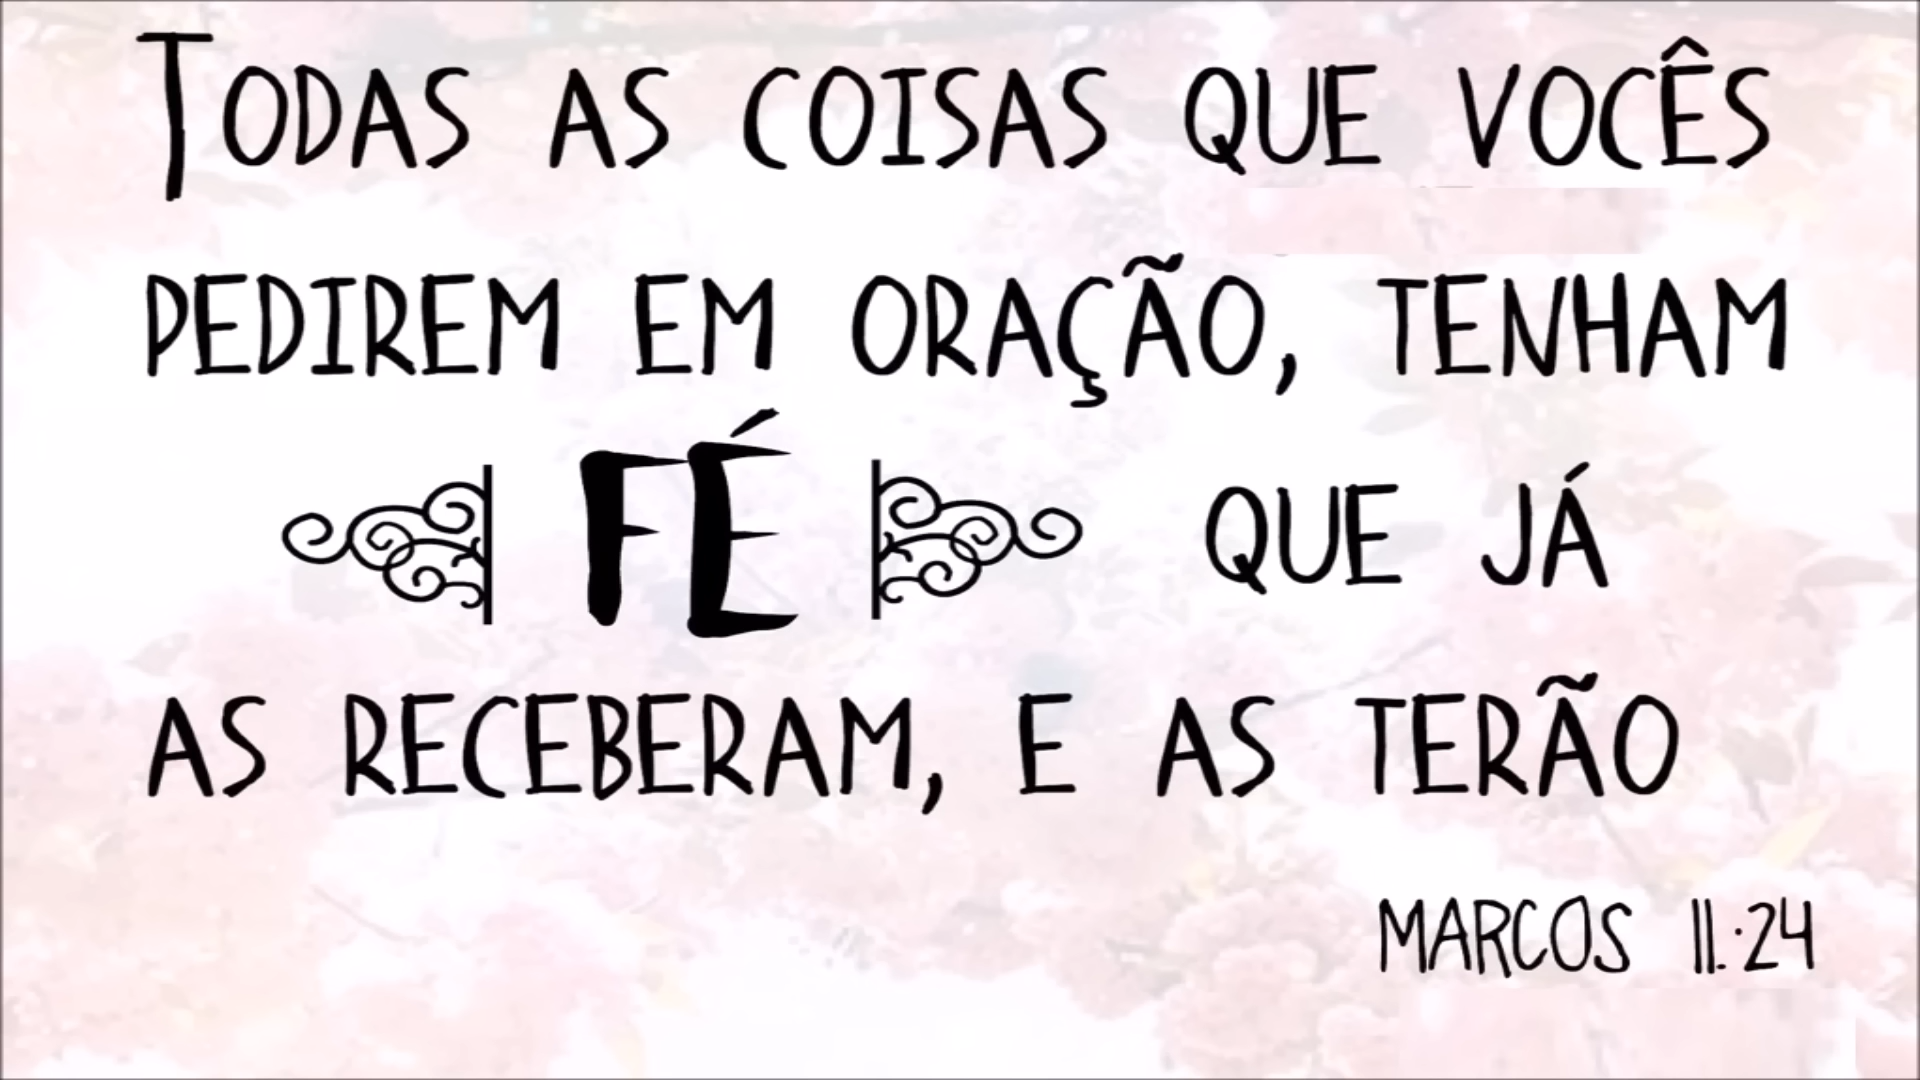 Todas as coisas que vocês
pedirem em oração, tenham
FÉ que já
as receberam, e as terão
Marcos 11:24